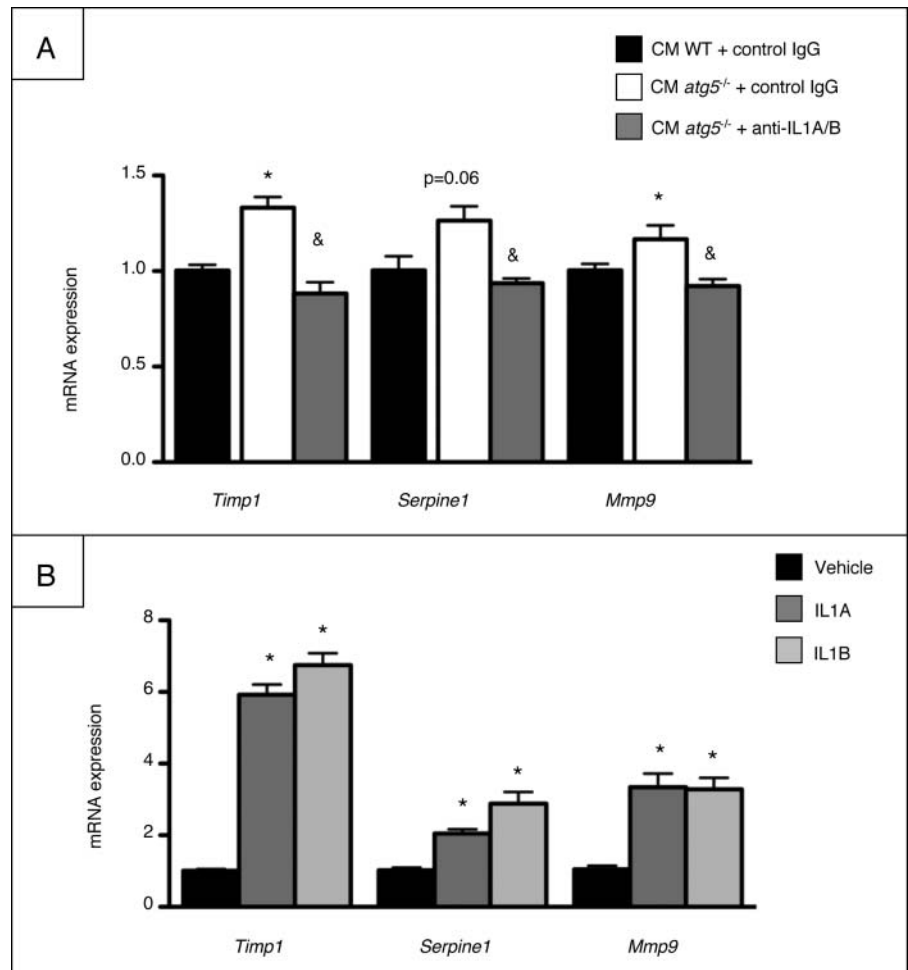 A
CM WT + control IgG
CM atg5-/- + control IgG
CM atg5-/- + anti-IL1A/B
mRNA expression
1.5
1.0
0.5
0.0
*
&
p=0.06
&
*
&
Timp1 Serpine1 Mmp9
B
Vehicle
IL1A
IL1B
mRNA expression
8
6
4
2
0
* *
* *
* *
Timp1 Serpine1 Mmp9